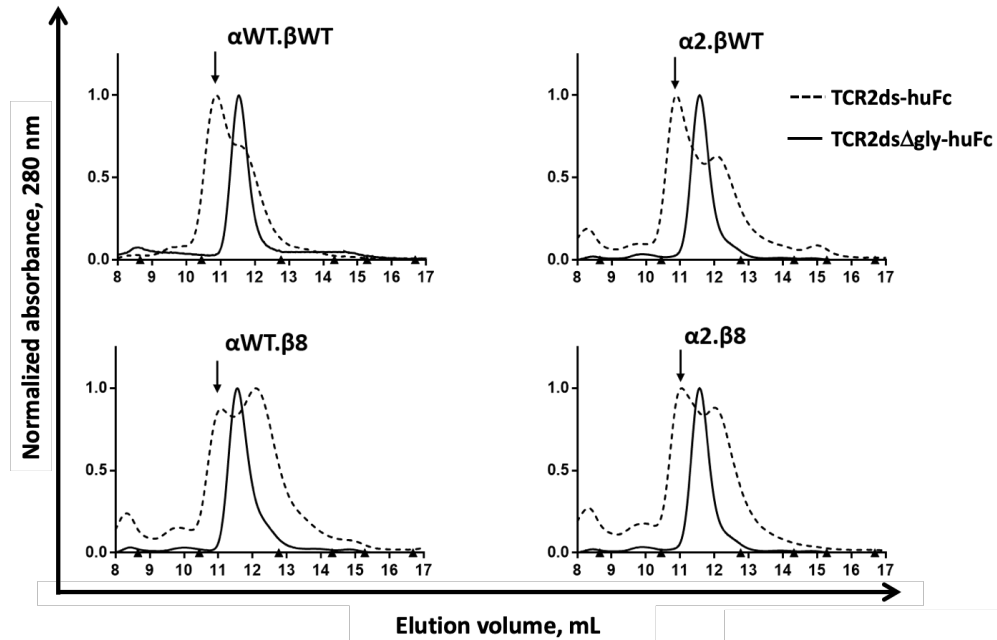 αWT.βWT
1.0
0.5
0.0
8 9 10 11 12 13 14 15 16 17
α2.βWT
1.0
0.5
0.0
8 9 10 11 12 13 14 15 16 17
TCR2ds-huFc
TCR2dsΔgly-huFc
αWT.β8
1.0
0.5
0.0
8 9 10 11 12 13 14 15 16 17
α2.β8
1.0
0.5
0.0
8 9 10 11 12 13 14 15 16 17
Normalized absorbance, 280 nm
Elution volume, mL